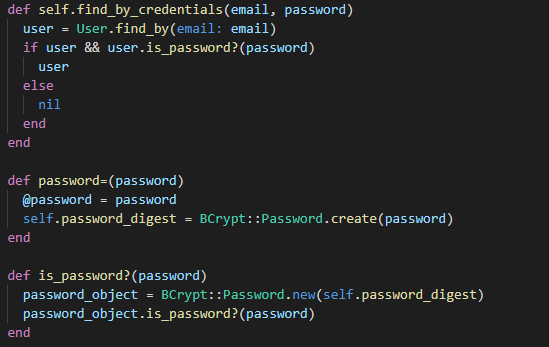 def self.find_by_credentials(email, password)
  user = User.find_by(email: email)
  if user && user.is_password?(password)
    user
  else
    nil
  end
end

def password=(password)
  @password = password
  self.password_digest = BCrypt::Password.create(password)
end

def is_password?(password)
  password_object = BCrypt::Password.new(self.password_digest)
  password_object.is_password?(password)
end